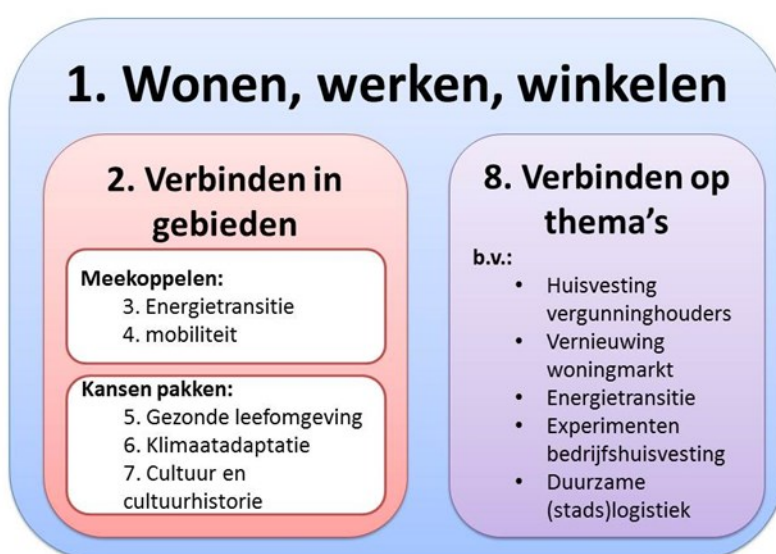 1. Wonen, werken, winkelen
2. Verbinden in
gebieden
Meekoppelen:
3. Energietransitie
4. mobiliteit
Kansen pakken:
5. Gezonde leefomgeving
6. Klimaatadaptatie
7. Cultuur en
cultuurhistorie
8. Verbinden op
thema's
b.v.:
• Huisvesting
vergunninghouders
• Vernieuwing
woningmarkt
• Energietransitie
• Experimenten
bedrijfshuisvesting
• Duurzame
(stads)logistiek